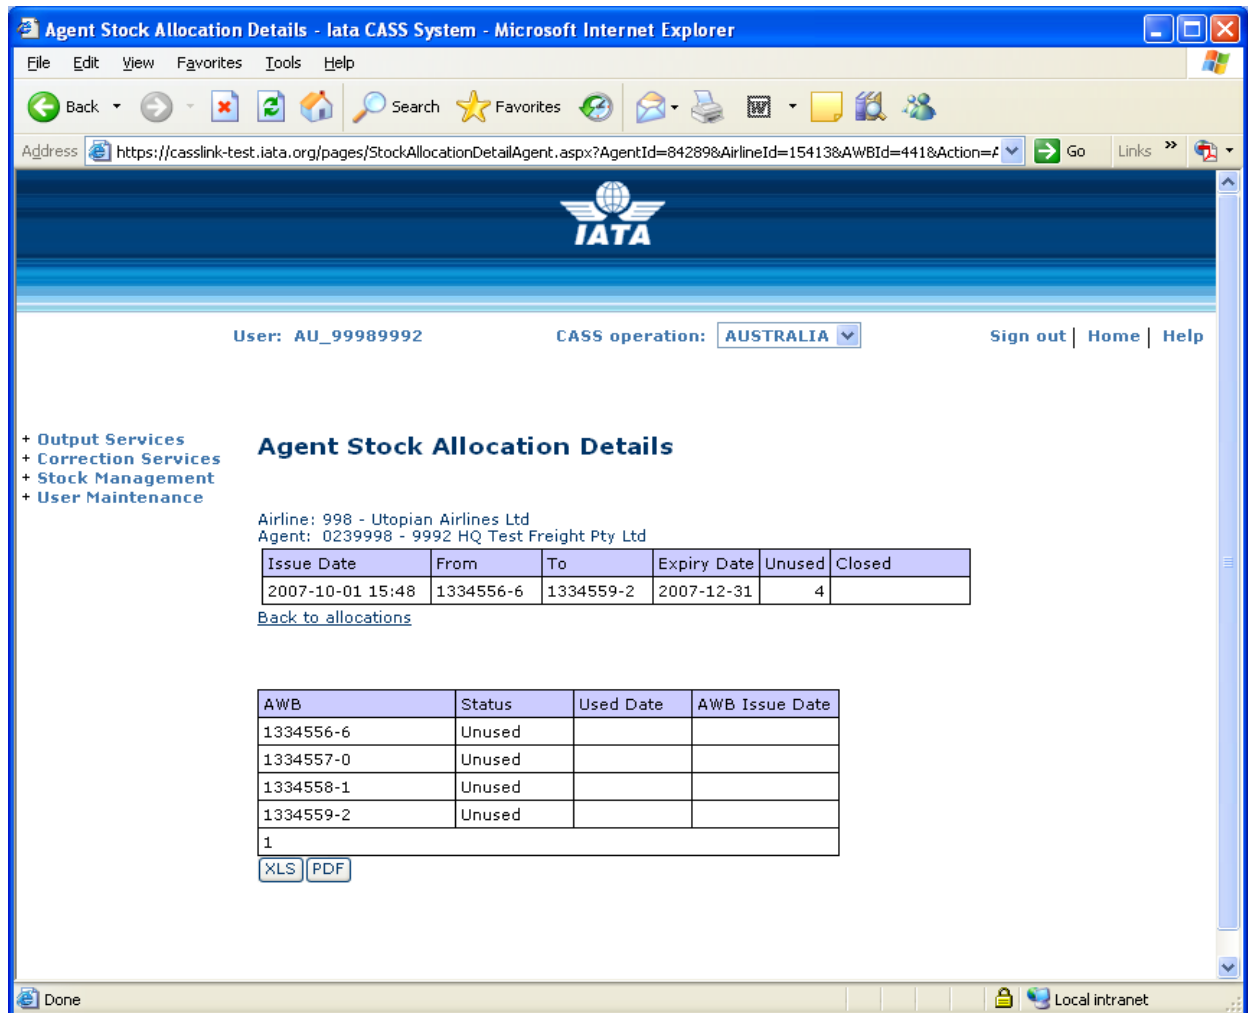 Agent Stock Allocation Details - Iata CASS System - Microsoft Internet Explorer
File Edit View Favorites Tools Help
Back Search Favorites
Address https://casslink-test.iata.org/pages/StockAllocationDetailAgent.aspx?AgentId=84289&AirlineId=15413&AWBId=441&Action= Go Links »
IATA
User: AU_99989992 CASS operation: AUSTRALIA Sign out | Home | Help
+ Output Services
+ Correction Services
+ Stock Management
+ User Maintenance
Agent Stock Allocation Details
Airline: 998 - Utopian Airlines Ltd
Agent: 0239998 - 9992 HQ Test Freight Pty Ltd
Issue Date From To Expiry Date Unused Closed
2007-10-01 15:48 1334556-6 1334559-2 2007-12-31 4
Back to allocations
AWB Status Used Date AWB Issue Date
1334556-6 Unused
1334557-0 Unused
1334558-1 Unused
1334559-2 Unused
1
XLS PDF
Done Local intranet